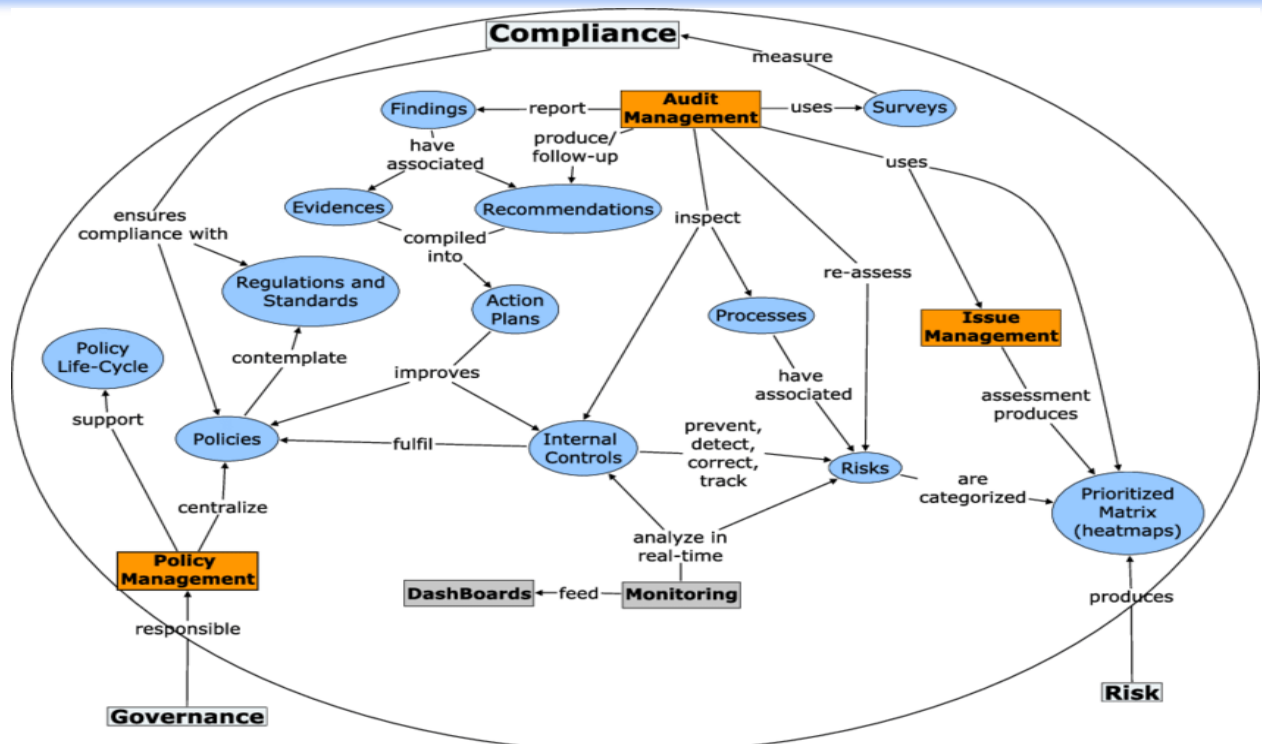 Compliance
measure
Findings
report
Audit
Management
uses
Surveys
have
associated
produce/
follow-up
uses
Evidences
Recommendations
inspect
ensures
compliance with
compiled
into
re-assess
Regulations and
Standards
Action
Plans
Processes
Issue
Management
Policy
Life-Cycle
contemplate
improves
have
associated
assessment
produces
support
Policies
fulfil
Internal
Controls
prevent,
detect,
correct,
track
Risks
are
categorized
Prioritized
Matrix
(heatmaps)
centralize
analyze in
real-time
Policy
Management
DashBoards
feed
Monitoring
produces
responsible
Risk
Governance